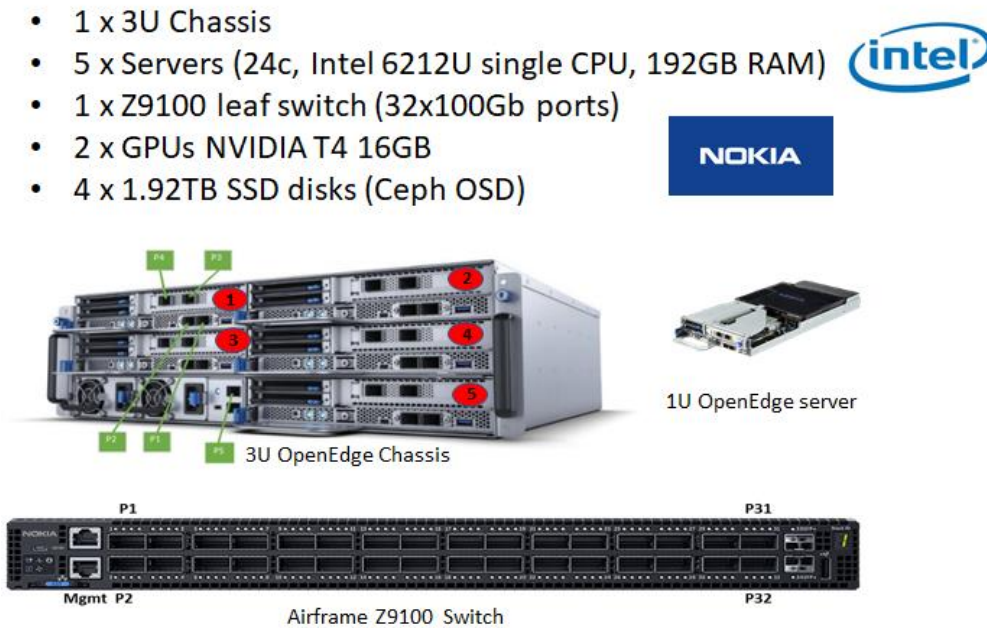 • 1 x 3U Chassis
• 5 x Servers (24c, Intel 6212U single CPU, 192GB RAM)
• 1 x Z9100 leaf switch (32x100Gb ports)
• 2 x GPUs NVIDIA T4 16GB
• 4 x 1.92TB SSD disks (Ceph OSD)
intel
NOKIA
P4 P3
1 2
3 4
5
P2 P1 P5
3U OpenEdge Chassis
1U OpenEdge server
P1 P31
NOKIA
Mgmt P2 P32
Airframe Z9100 Switch